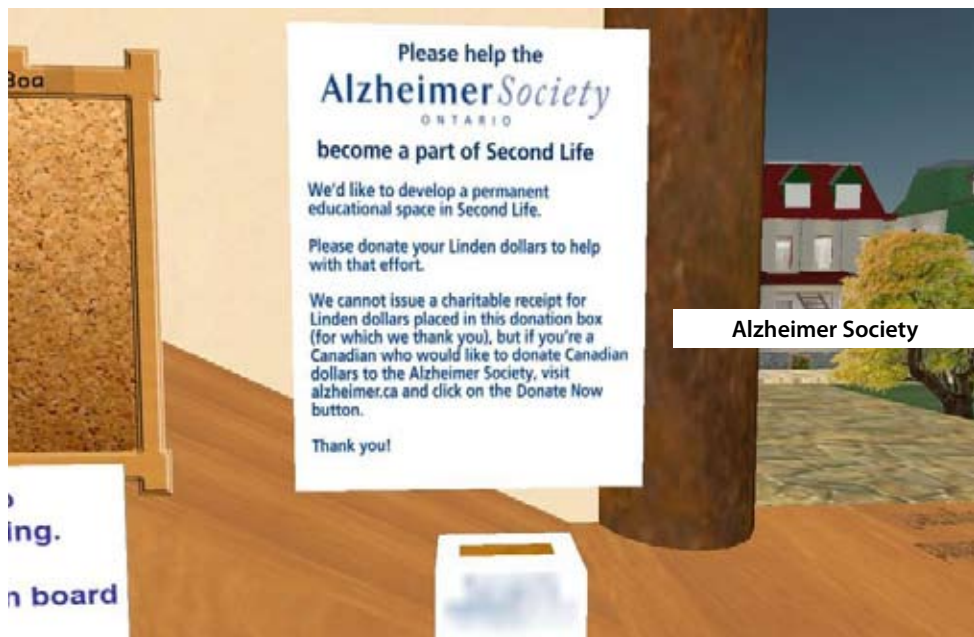 Boa
Please help the
Alzheimer Society
ONTARIO
become a part of Second Life
We'd like to develop a permanent
educational space in Second Life.
Please donate your Linden dollars to help
with that effort.
We cannot issue a charitable receipt for
Linden dollars placed in this donation box
(for which we thank you), but if you're a
Canadian who would like to donate Canadian
dollars to the Alzheimer Society, visit
alzheimer.ca and click on the Donate Now
button.
Thank you!
Alzheimer Society
ing.
n board